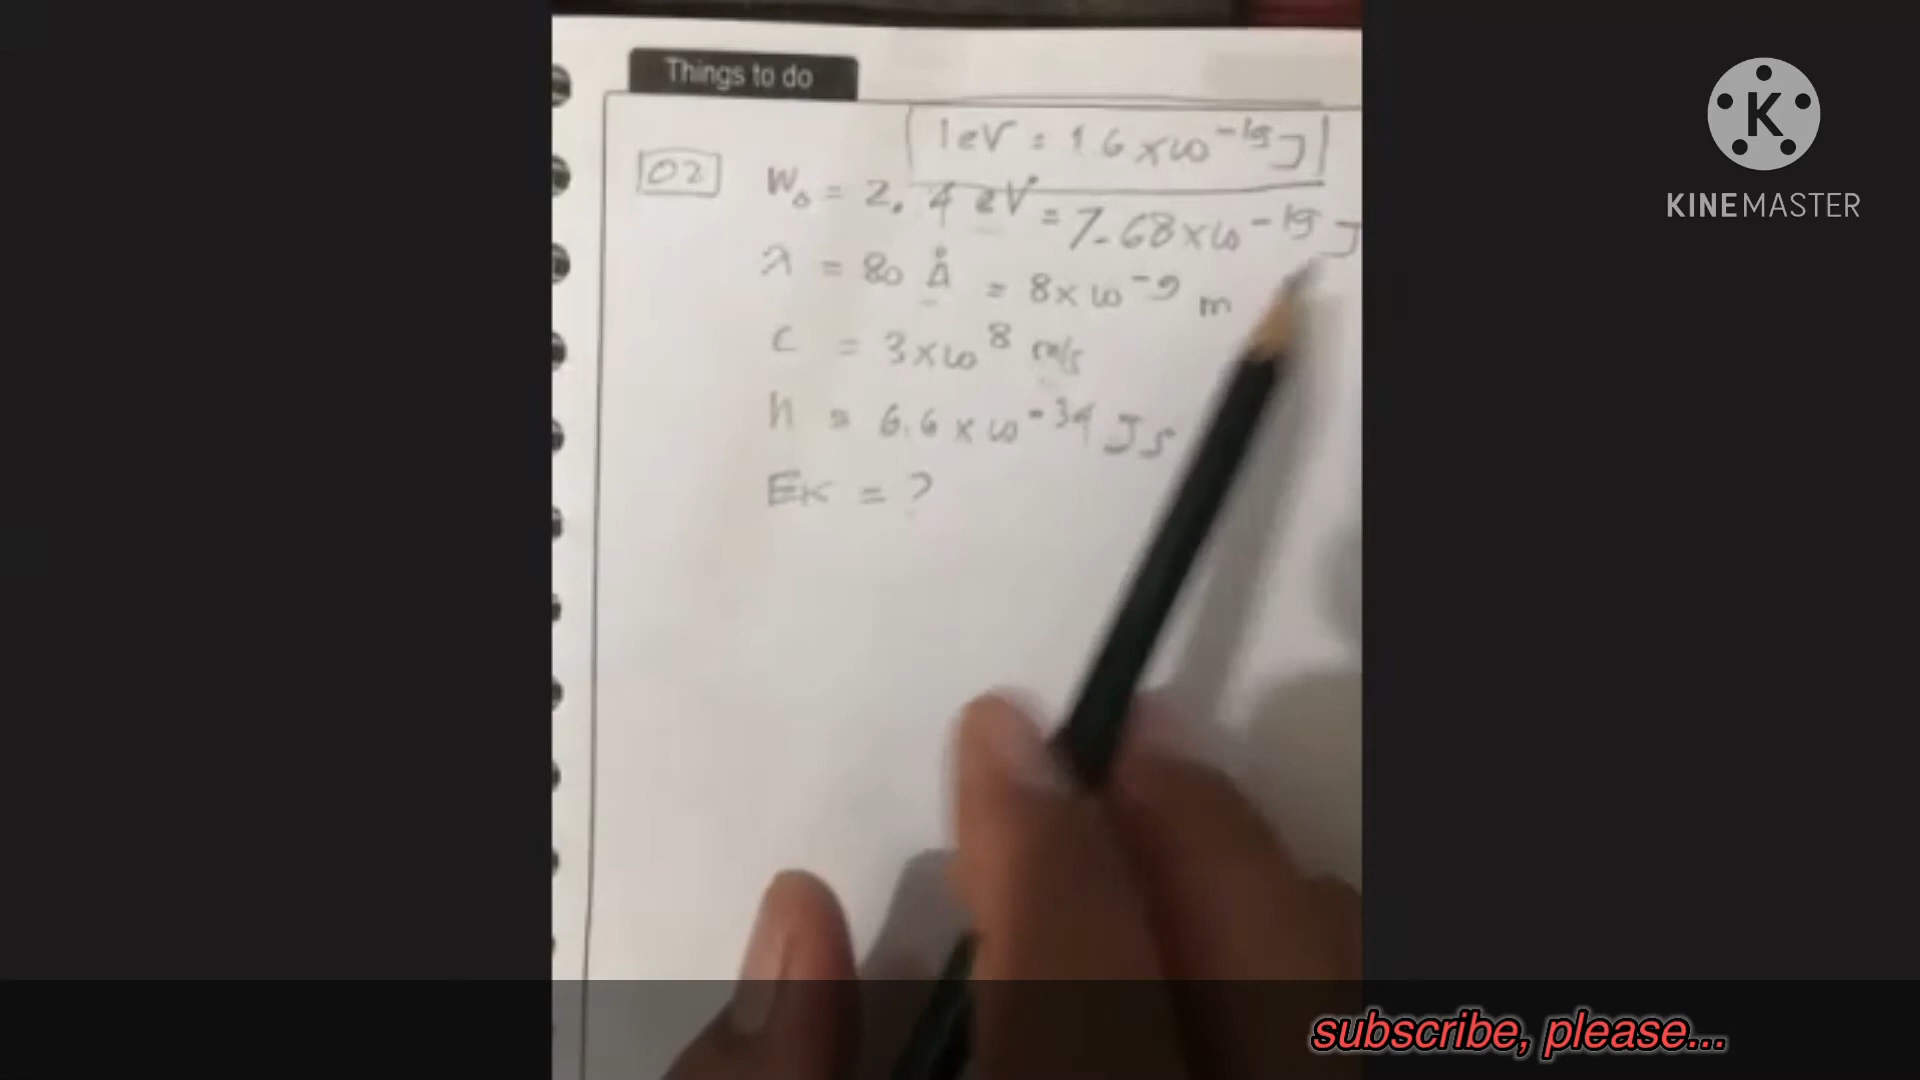 Things to do
1eV = 1.6 x 10⁻¹⁹ J
02
W₀ = 2.4 eV = 7.68 x 10⁻¹⁹ J
λ = 80 Å = 8 x 10⁻⁹ m
c = 3 x 10⁸ m/s
h = 6.6 x 10⁻³⁴ Js
Ek = ?
K
KINEMASTER
subscribe, please...